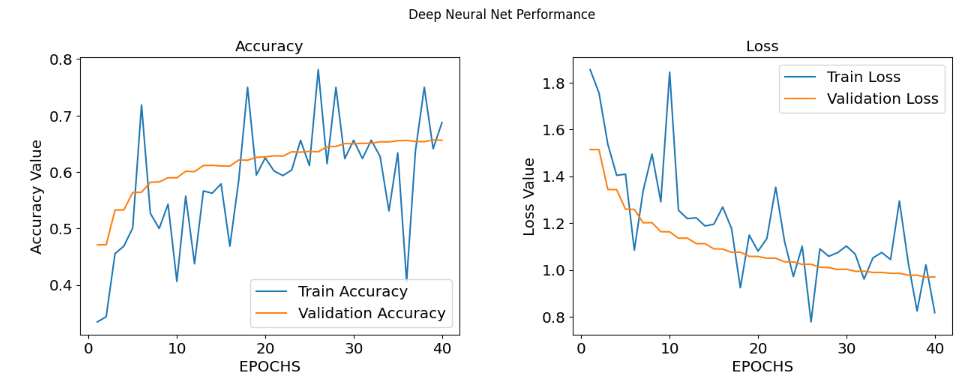 Deep Neural Net Performance
Accuracy
Accuracy Value
0.8
0.7
0.6
0.5
0.4
Train Accuracy
Validation Accuracy
0 10 20 30 40
EPOCHS
Loss
Loss Value
1.8
1.6
1.4
1.2
1.0
0.8
Train Loss
Validation Loss
0 10 20 30 40
EPOCHS